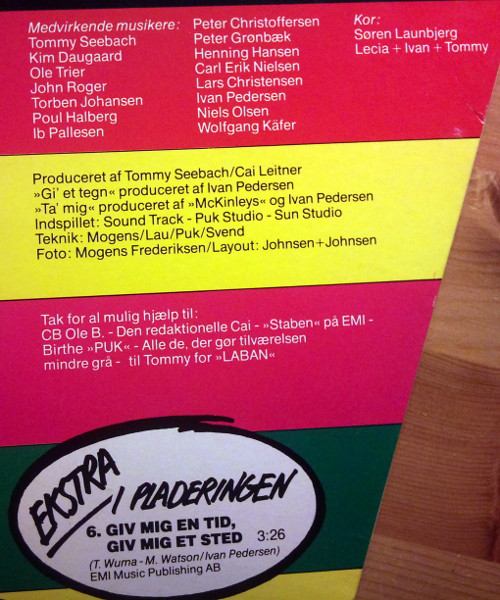 Medvirkende musikere:
Tommy Seebach
Kim Daugaard
Ole Trier
John Roger
Torben Johansen
Poul Halberg
Ib Pallesen
Peter Christoffersen
Peter Grønbæk
Henning Hansen
Carl Erik Nielsen
Lars Christensen
Ivan Pedersen
Niels Olsen
Wolfgang Käfer
Kor:
Søren Launbjerg
Lecia + Ivan + Tommy
Produceret af Tommy Seebach/Cai Leitner
»Gi' et tegn« produceret af Ivan Pedersen
»Ta' mig« produceret af »McKinleys« og Ivan Pedersen
Indspillet: Sound Track - Puk Studio - Sun Studio
Teknik: Mogens/Lau/Puk/Svend
Foto: Mogens Frederiksen/Layout: Johnsen+Johnsen
Tak for al mulig hjælp til:
CB Ole B. - Den redaktionelle Cai - »Staben« på EMI -
Birthe »PUK« - Alle de, der gør tilværelsen
mindre grå - til Tommy for »LABAN«
EKSTRA
I PLADERINGEN
6. GIV MIG EN TID,
GIV MIG ET STED 3:26
(T. Wuma - M. Watson/Ivan Pedersen)
EMI Music Publishing AB